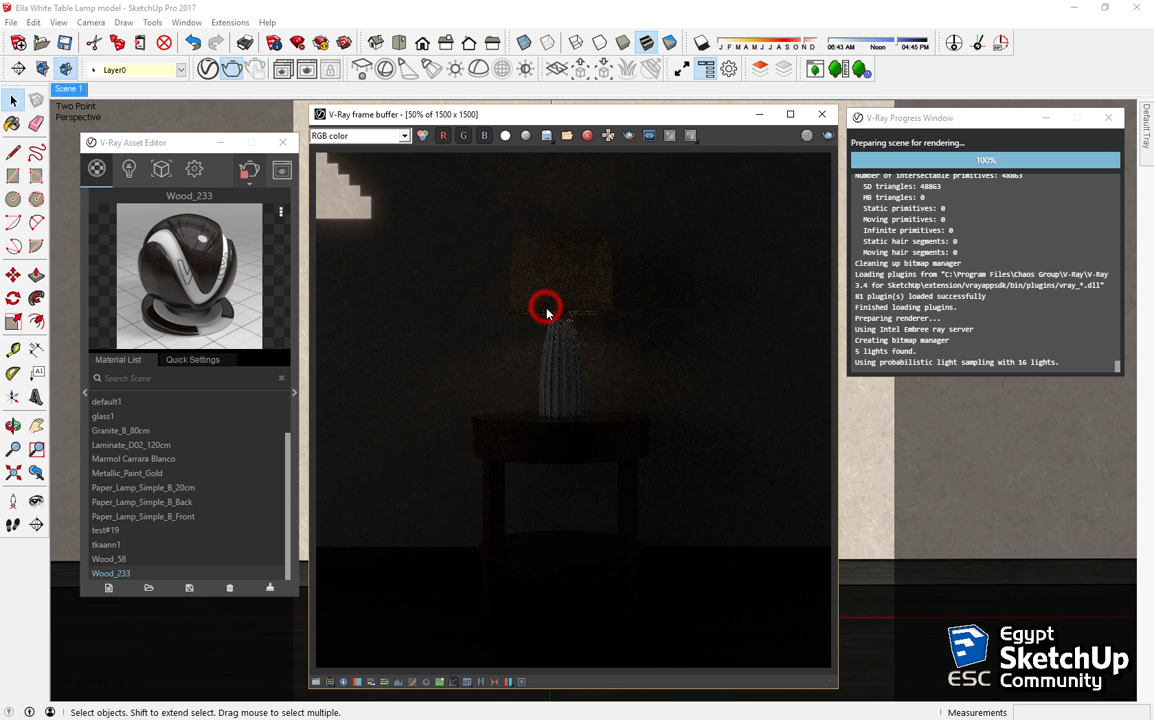 Ella White Table Lamp model - SketchUp Pro 2017
File Edit View Camera Draw Tools Window Extensions Help
J F M A M J J A S O N D 06:43 AM Noon 04:45 PM
Layer0
Scene 1
Two Point
Perspective
Default Tray
V-Ray Asset Editor
Wood_233
Material List Quick Settings
Search Scene
default1
glass1
Granite_B_80cm
Laminate_D02_120cm
Marmol Carrara Blanco
Metallic_Paint_Gold
Paper_Lamp_Simple_B_20cm
Paper_Lamp_Simple_B_Back
Paper_Lamp_Simple_B_Front
test#19
tkaann1
Wood_58
Wood_233
V-Ray frame buffer - [50% of 1500 x 1500]
RGB color R G B
V-Ray Progress Window
Preparing scene for rendering...
100%
Number of intersectable primitives: 48863
SD triangles: 48863
MB triangles: 0
Static primitives: 0
Moving primitives: 0
Infinite primitives: 0
Static hair segments: 0
Moving hair segments: 0
Cleaning up bitmap manager
Loading plugins from "C:\Program Files\Chaos Group\V-Ray\V-Ray
3.4 for SketchUp\extension/vrayappsdk/bin/plugins/vray_*.dll"
81 plugin(s) loaded successfully
Finished loading plugins.
Preparing renderer...
Using Intel Embree ray server
Creating bitmap manager
5 lights found.
Using probabilistic light sampling with 16 lights.
Egypt
SketchUp
ESC Community
Select objects. Shift to extend select. Drag mouse to select multiple.
Measurements